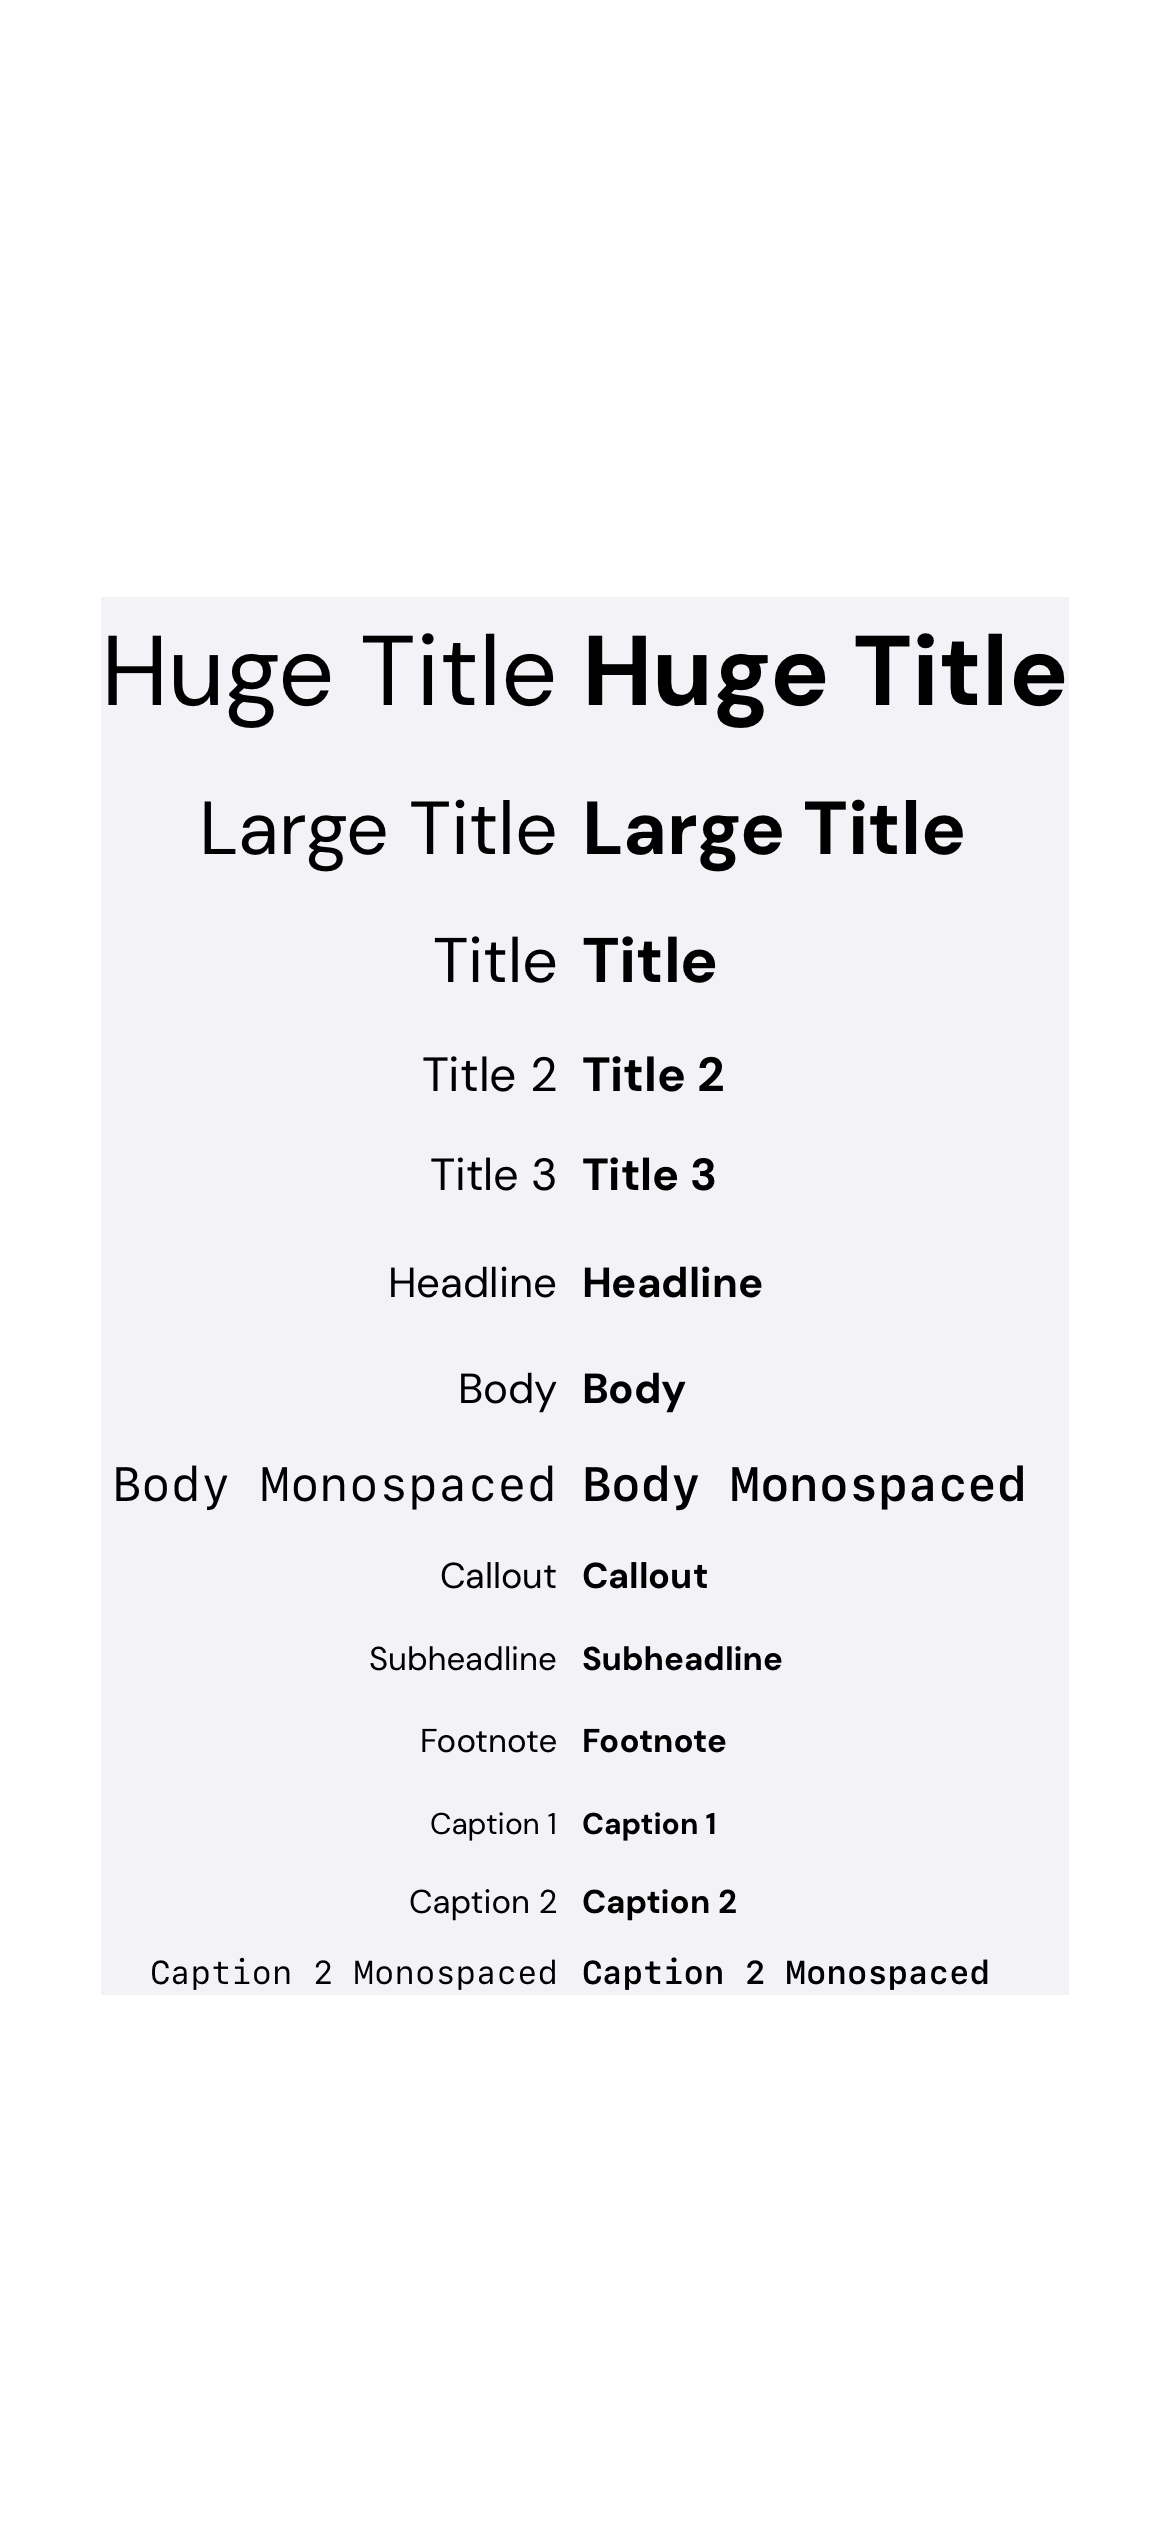 Huge Title Huge Title
Large Title Large Title
Title Title
Title 2 Title 2
Title 3 Title 3
Headline Headline
Body Body
Body Monospaced Body Monospaced
Callout Callout
Subheadline Subheadline
Footnote Footnote
Caption 1 Caption 1
Caption 2 Caption 2
Caption 2 Monospaced Caption 2 Monospaced